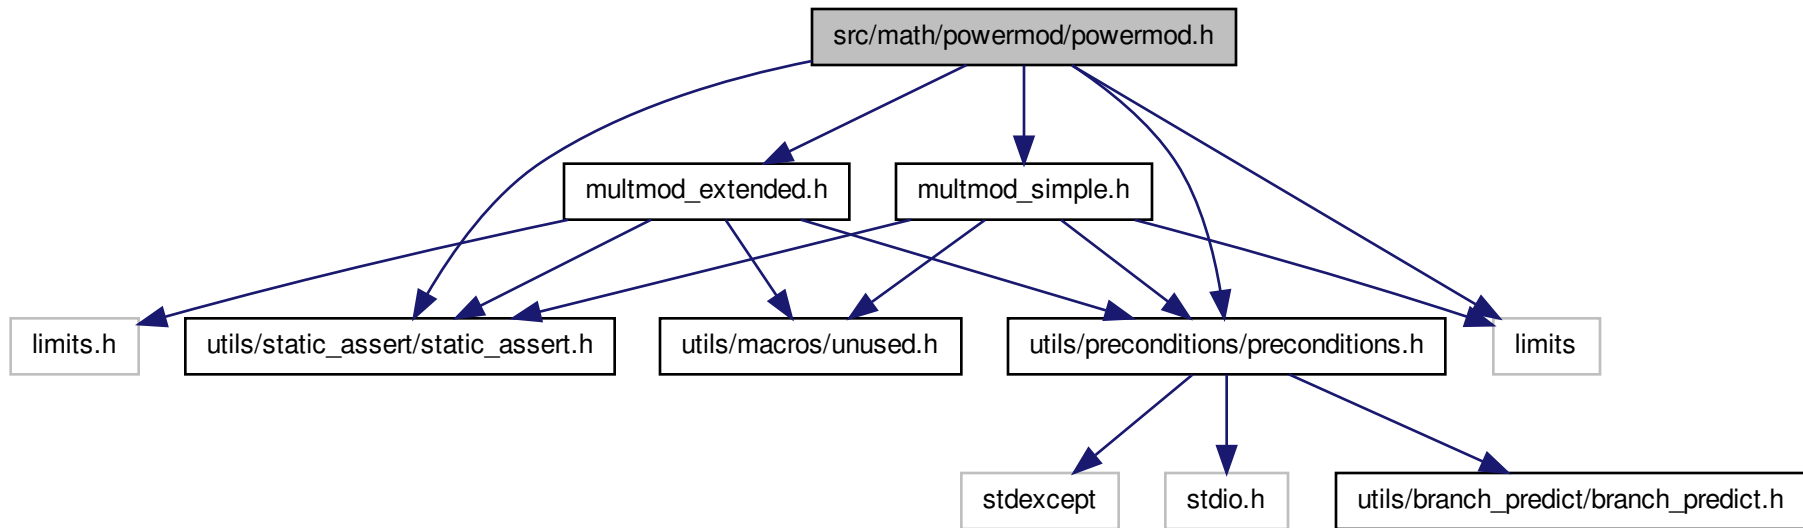 src/math/powermod/powermod.h
multmod_extended.h
multmod_simple.h
limits.h
utils/static_assert/static_assert.h
utils/macros/unused.h
utils/preconditions/preconditions.h
limits
stdexcept
stdio.h
utils/branch_predict/branch_predict.h